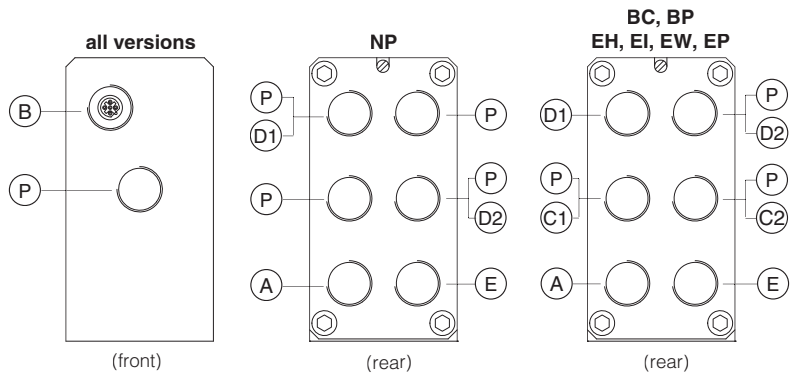 all versions
B
P
(front)
NP
P
D1
P
P
P
D2
A
E
(rear)
BC, BP
EH, EI, EW, EP
D1
P
D2
P
C1
P
C2
A
E
(rear)